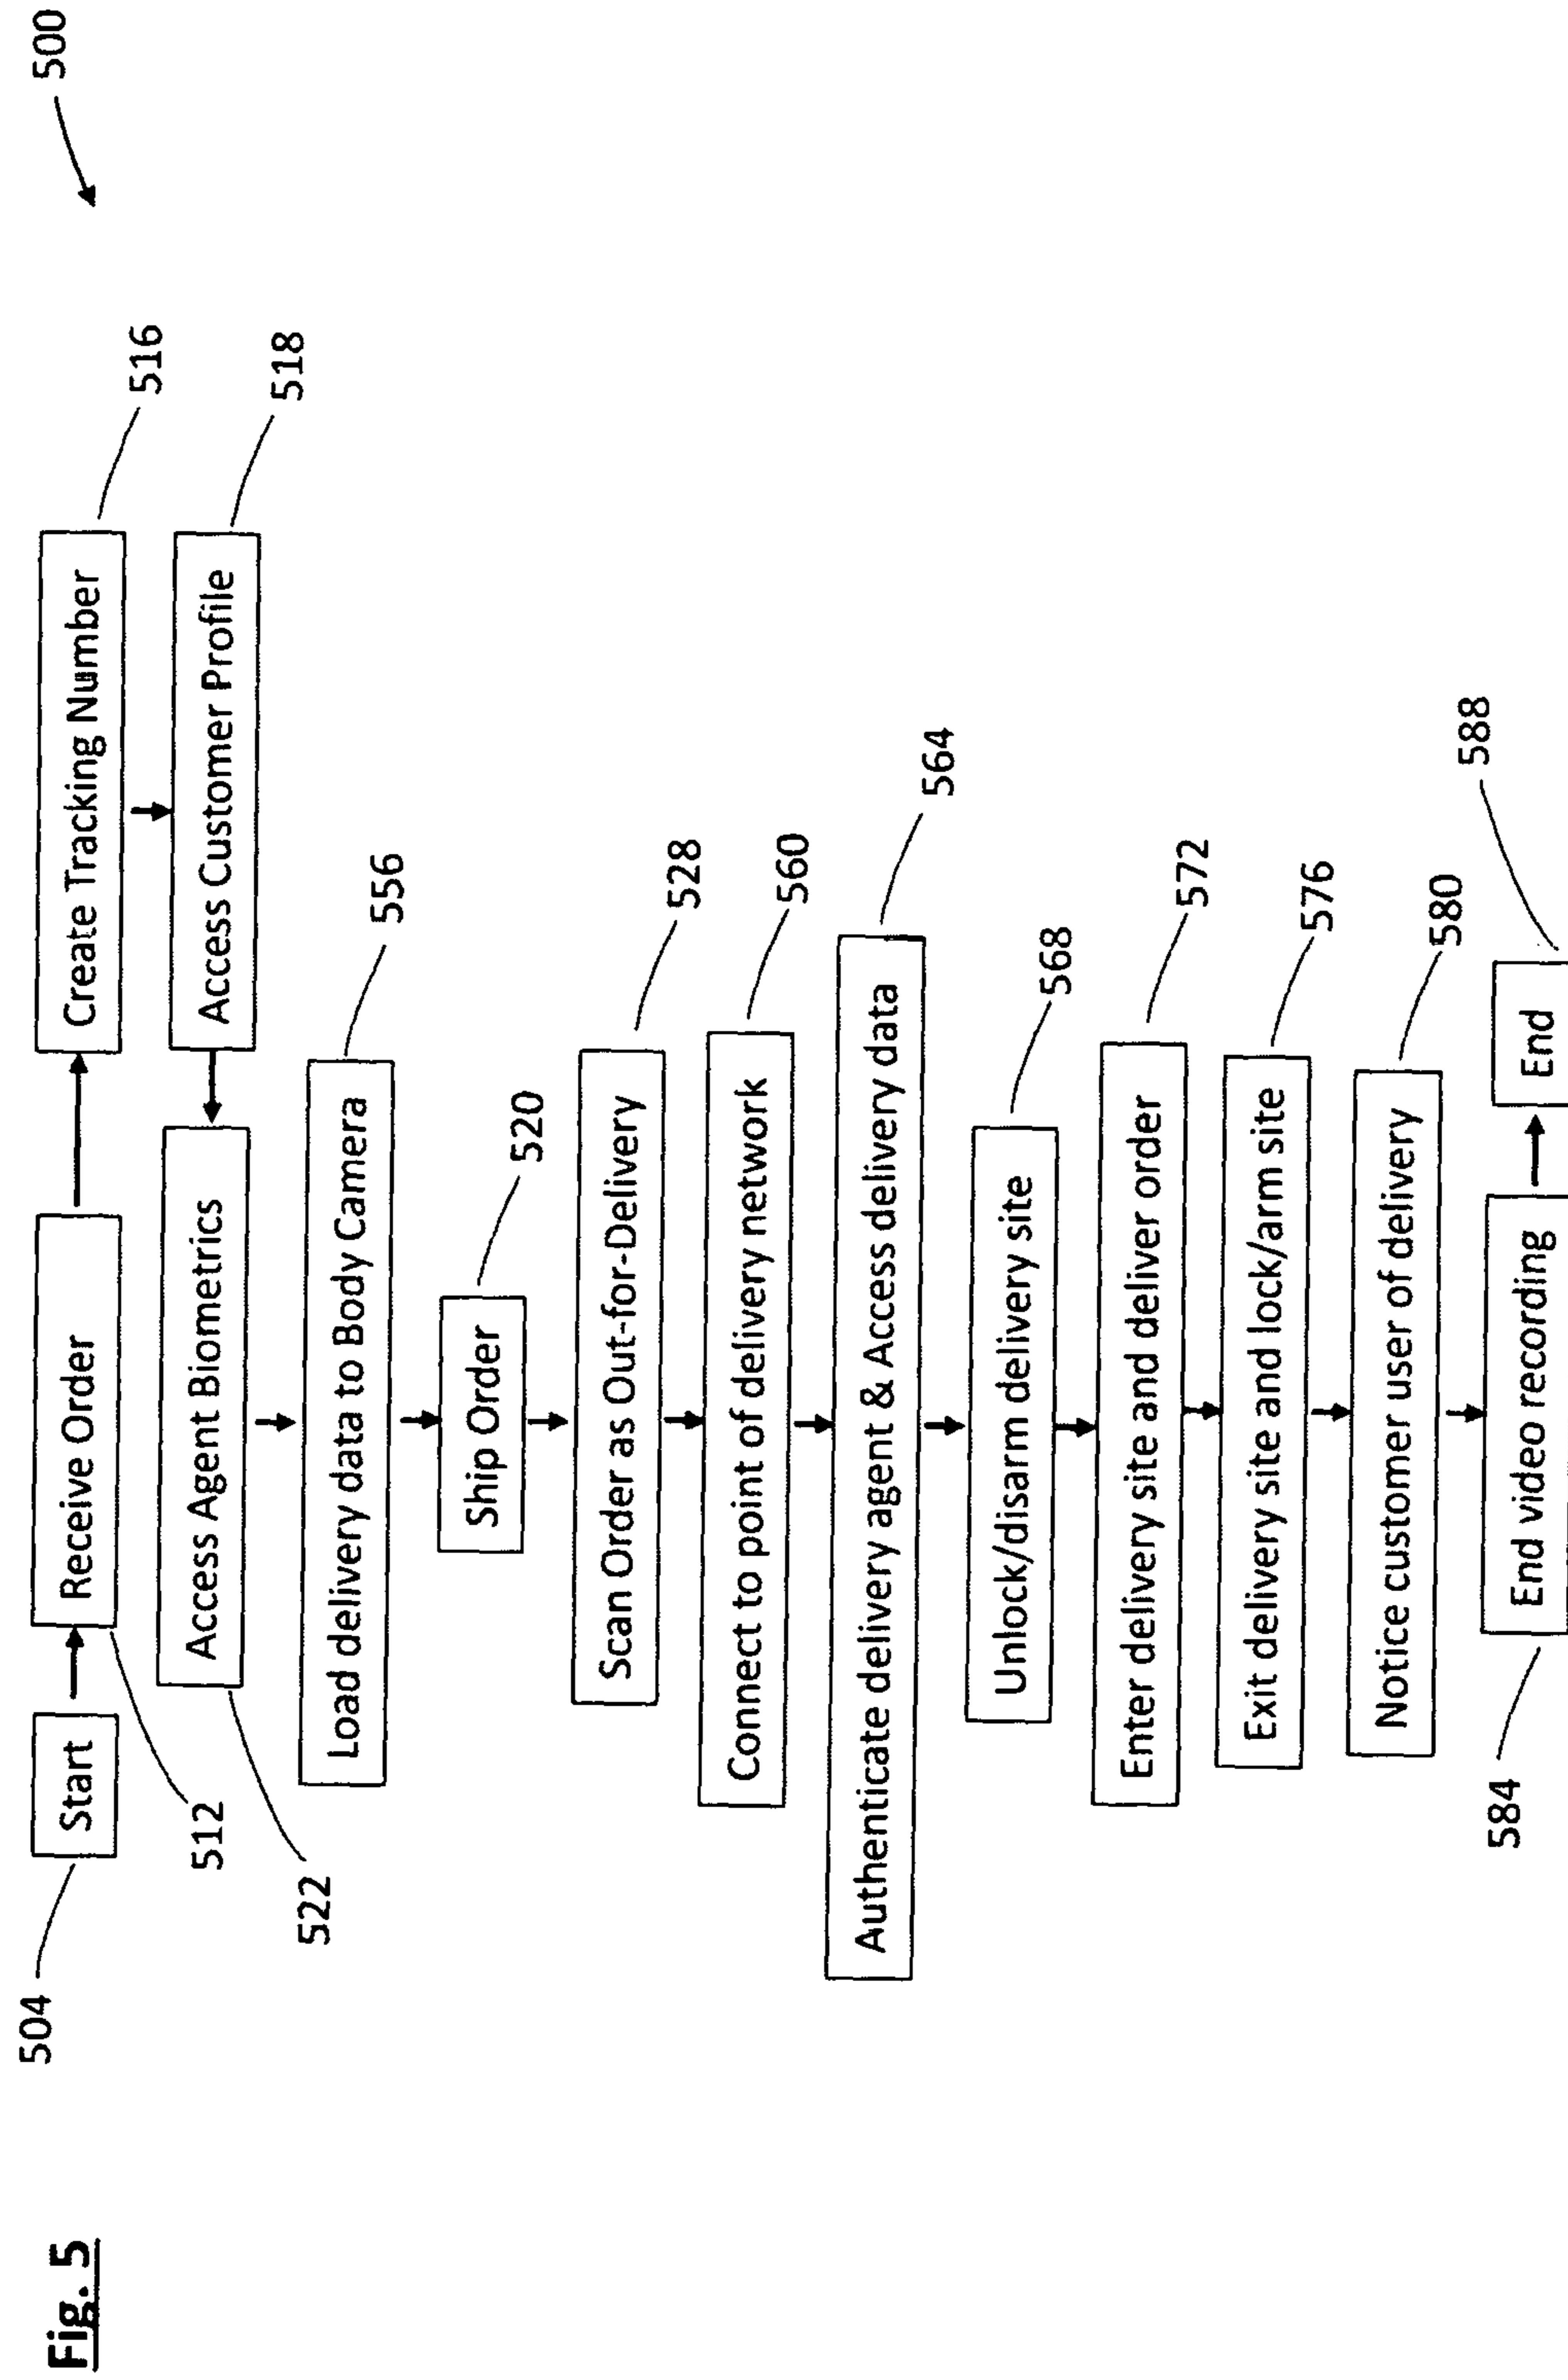 Fig. 5
500
504
Start
512
Receive Order
Create Tracking Number
516
522
Access Agent Biometrics
Access Customer Profile
518
Load delivery data to Body Camera
556
Ship Order
520
Scan Order as Out-for-Delivery
528
Connect to point of delivery network
560
Authenticate delivery agent & Access delivery data
564
Unlock/disarm delivery site
568
Enter delivery site and deliver order
572
Exit delivery site and lock/arm site
576
Notice customer user of delivery
580
584
End video recording
End
588